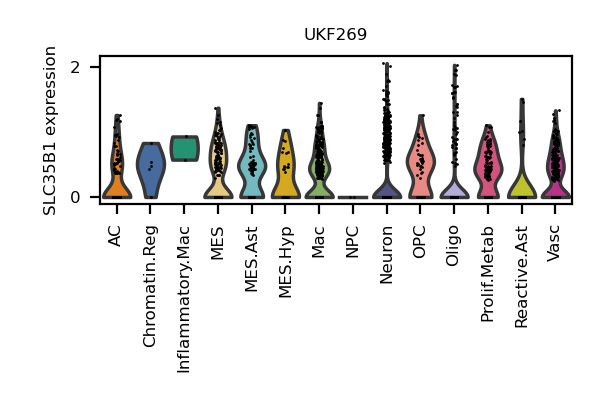 UKF269
SLC35B1 expression
2
0
AC
Chromatin.Reg
Inflammatory.Mac
MES
MES.Ast
MES.Hyp
Mac
NPC
Neuron
OPC
Oligo
Prolif.Metab
Reactive.Ast
Vasc